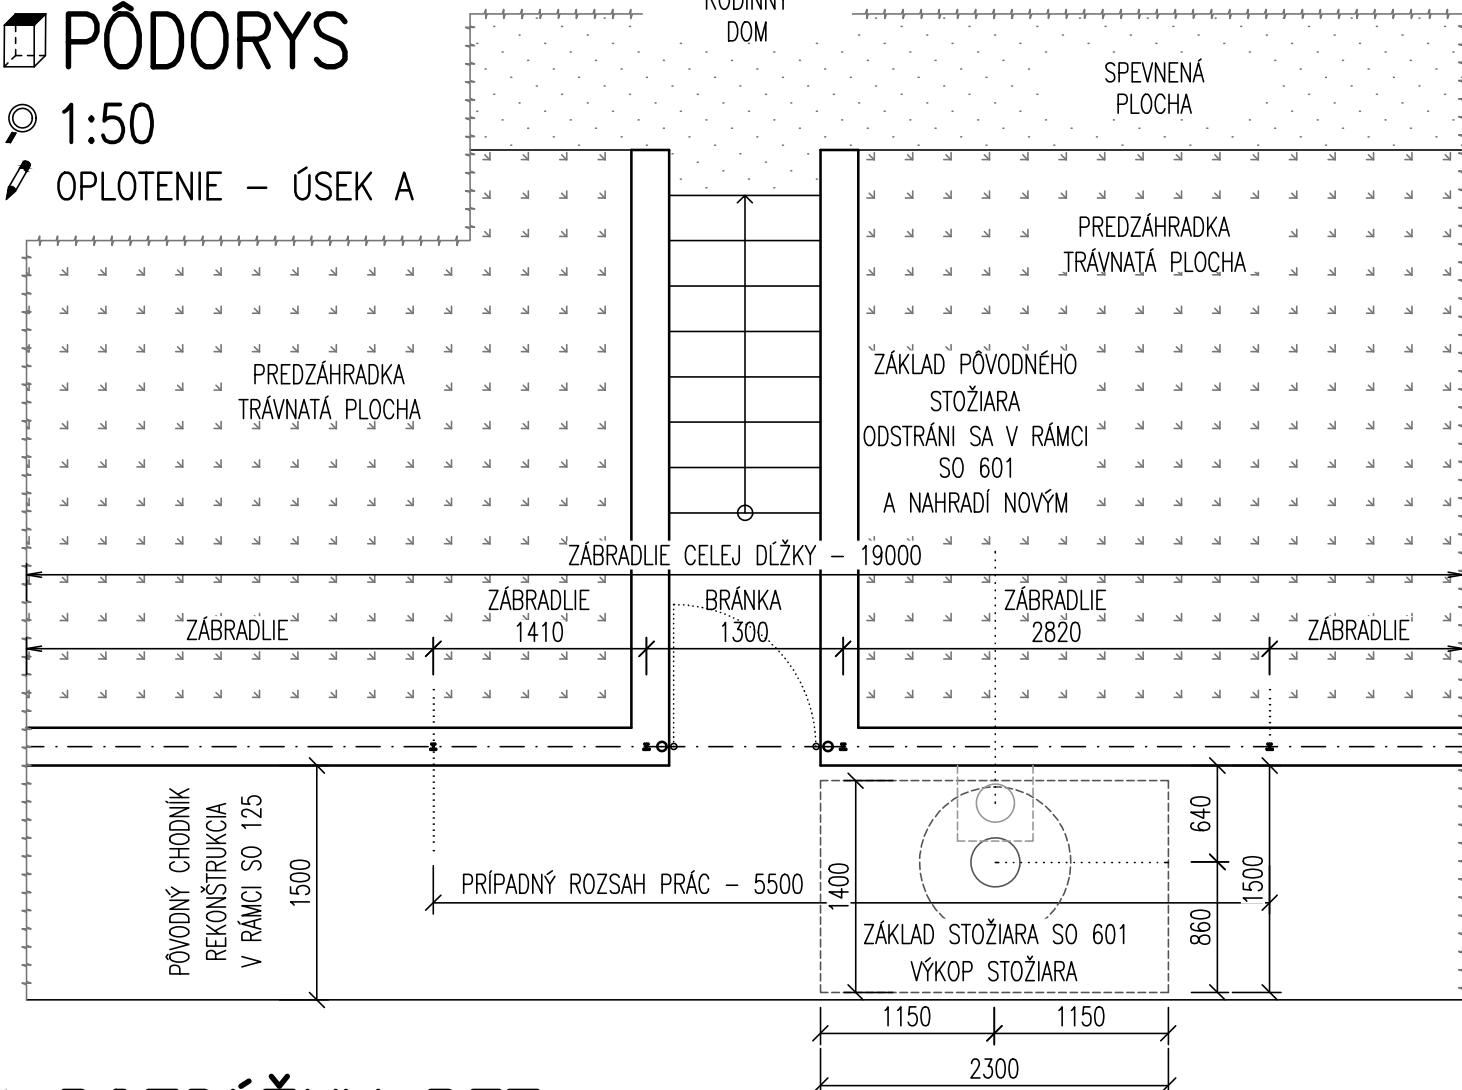 PÔDORYS
1:50
OPLOTENIE – ÚSEK A
DOM
SPEVNENÁ
PLOCHA
PREDZÁHRADKA
TRÁVNATÁ PLOCHA
PREDZÁHRADKA
TRÁVNATÁ PLOCHA
ZÁKLAD PÔVODNÉHO
STOŽIARA
ODSTRÁNI SA V RÁMCI
SO 601
A NAHRADÍ NOVÝM
ZÁBRADLIE CELEJ DĹŽKY – 19000
ZÁBRADLIE
ZÁBRADLIE
1410
BRÁNKA
1300
ZÁBRADLIE
2820
ZÁBRADLIE
PÔVODNÝ CHODNÍK
REKONŠTRUKCIA
V RÁMCI SO 125
1500
PRÍPADNÝ ROZSAH PRÁC – 5500
1400
640
860
1500
ZÁKLAD STOŽIARA SO 601
VÝKOP STOŽIARA
1150
1150
2300